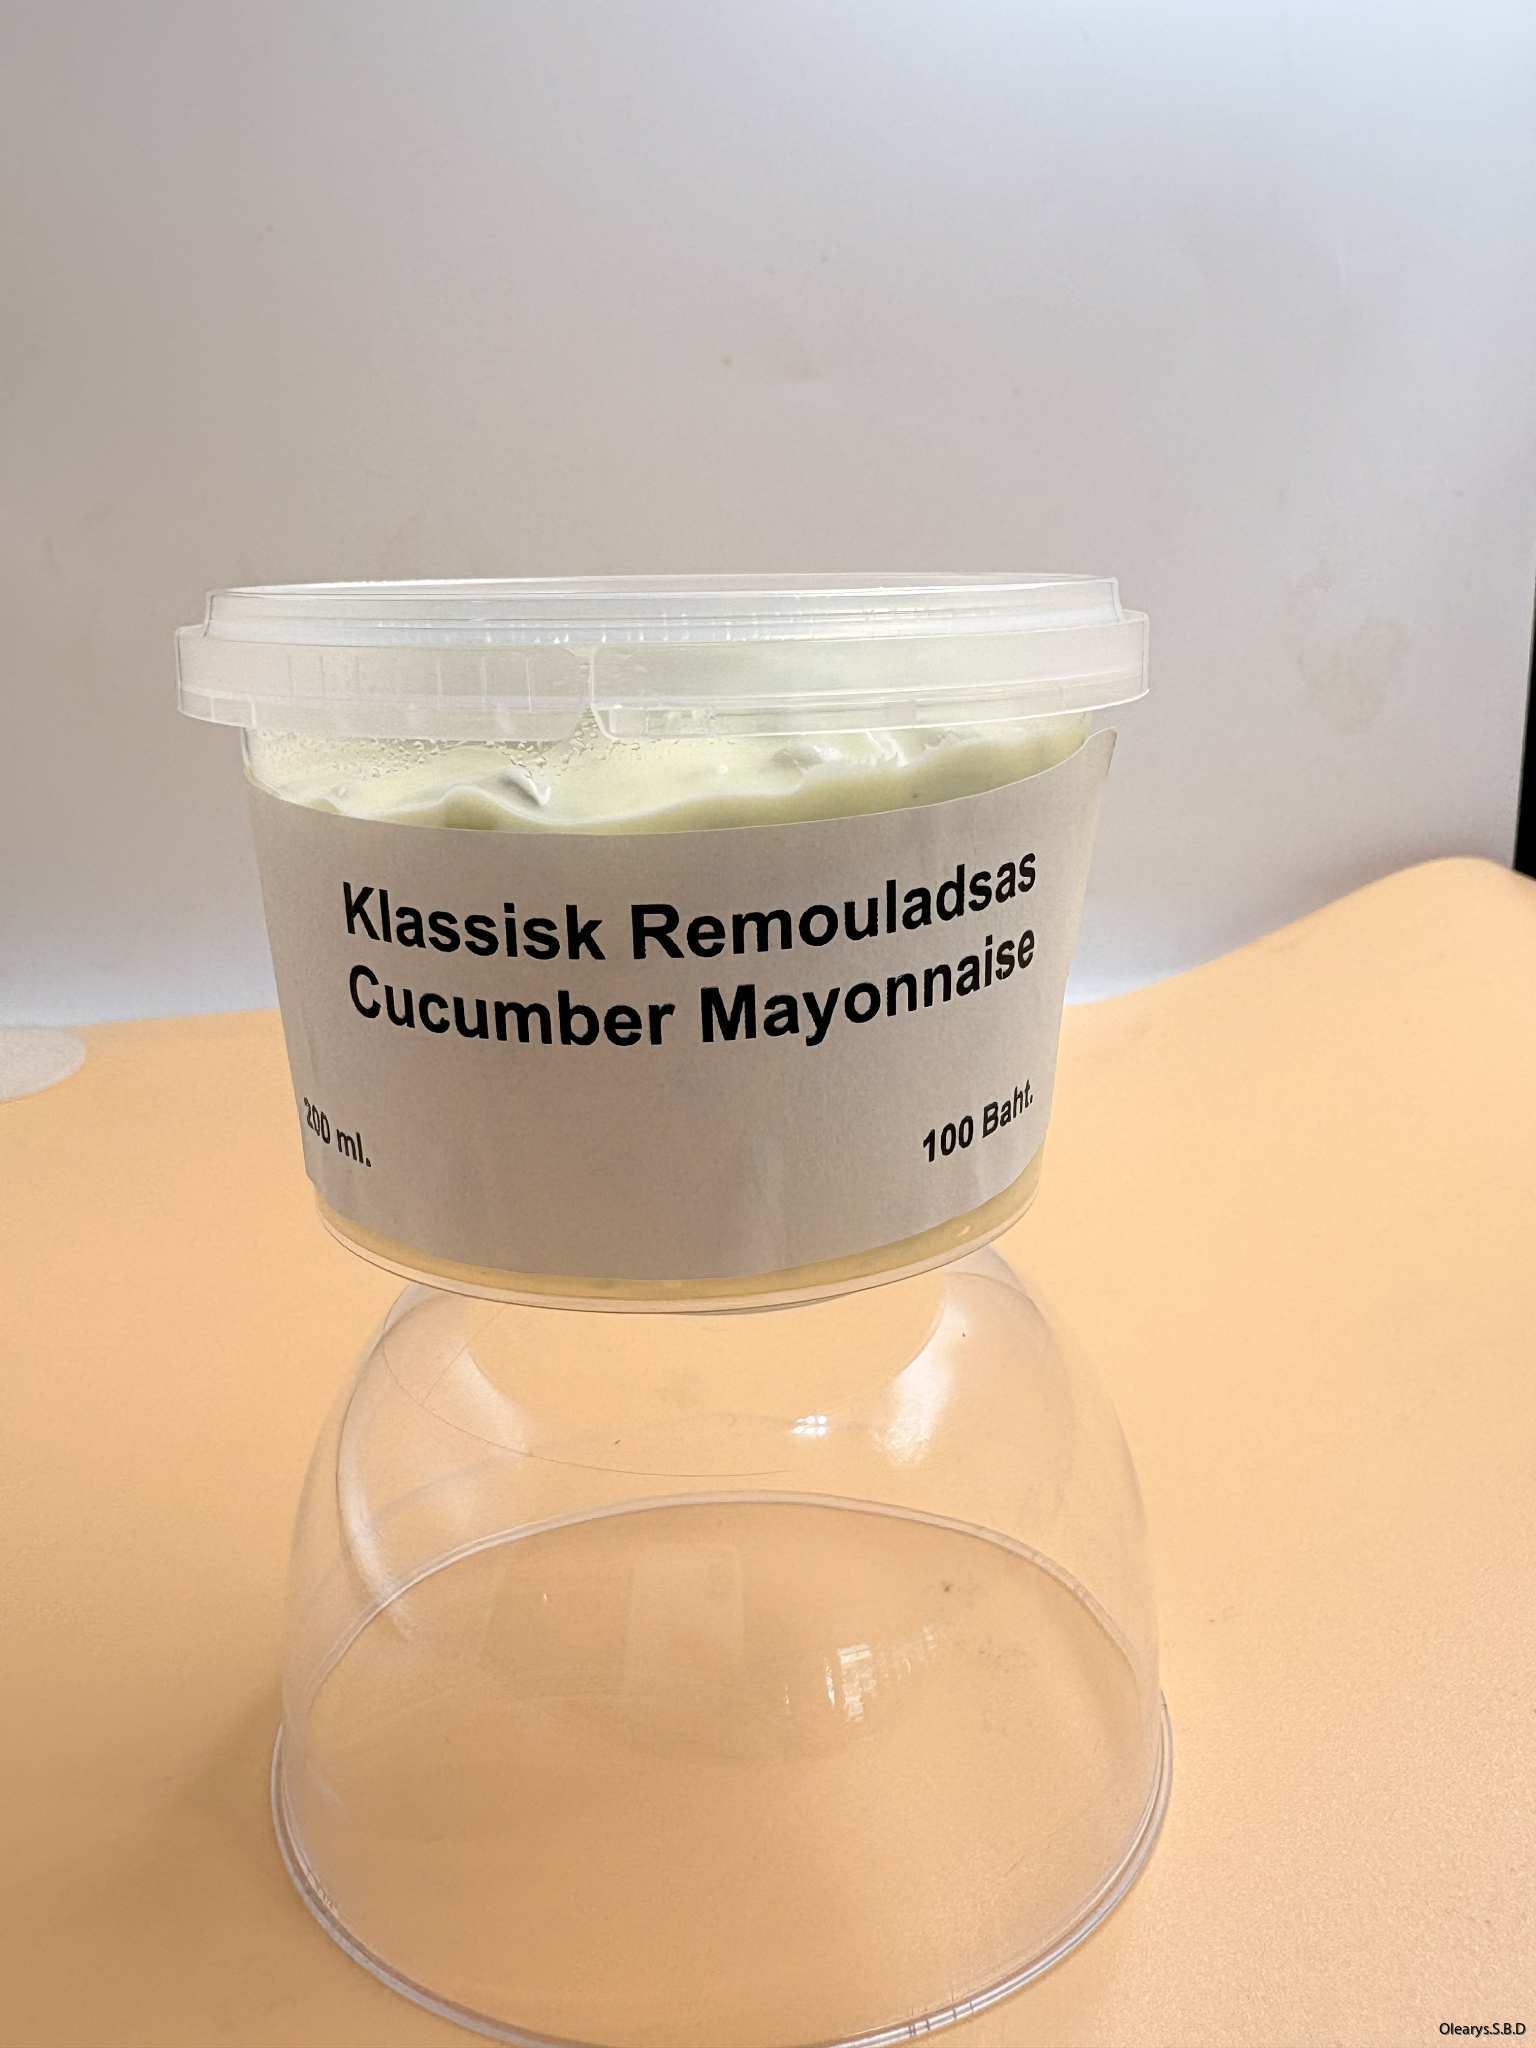 Klassisk Remouladsas
Cucumber Mayonnaise
200 ml.
100 Baht.
Olearys.S.B.D